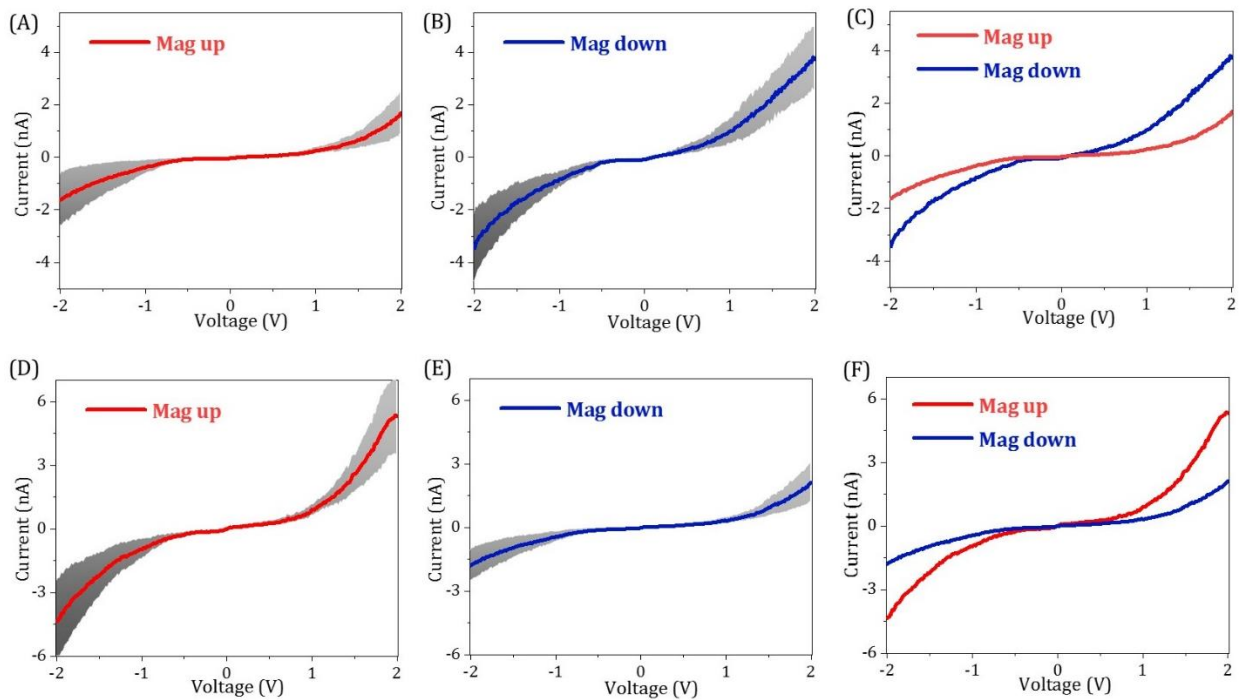 (A)
Mag up
4
2
0
-2
-4
Current (nA)
-2 -1 0 1 2
Voltage (V)
(B)
Mag down
4
2
0
-2
-4
Current (nA)
-2 -1 0 1 2
Voltage (V)
(C)
Mag up
Mag down
4
2
0
-2
-4
Current (nA)
-2 -1 0 1 2
Voltage (V)
(D)
Mag up
6
3
0
-3
-6
Current (nA)
-2 -1 0 1 2
Voltage (V)
(E)
Mag down
6
3
0
-3
-6
Current (nA)
-2 -1 0 1 2
Voltage (V)
(F)
Mag up
Mag down
6
3
0
-3
-6
Current (nA)
-2 -1 0 1 2
Voltage (V)